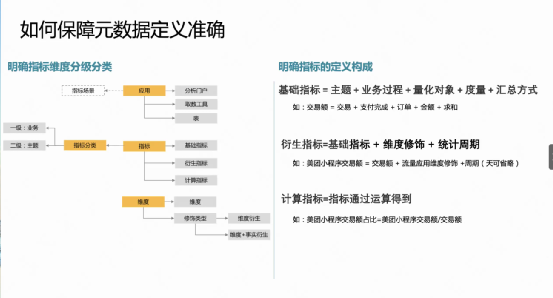 如何保障元数据定义准确
明确指标维度分级分类
指标场景
应用
分析门户
取数工具
表
一级：业务
二级：主题
指标分类
指标
基础指标
衍生指标
计算指标
维度
维度
修饰类型
维度衍生
维度+事实衍生
明确指标的定义构成
基础指标 = 主题 + 业务过程 + 量化对象 + 度量 + 汇总方式
如：交易额 = 交易 + 支付完成 + 订单 + 金额 + 求和
衍生指标=基础指标 + 维度修饰 + 统计周期
如：美团小程序交易额 = 交易额 + 流量应用维度修饰 +周期（天可省略）
计算指标=指标通过运算得到
如：美团小程序交易额占比=美团小程序交易额/交易额